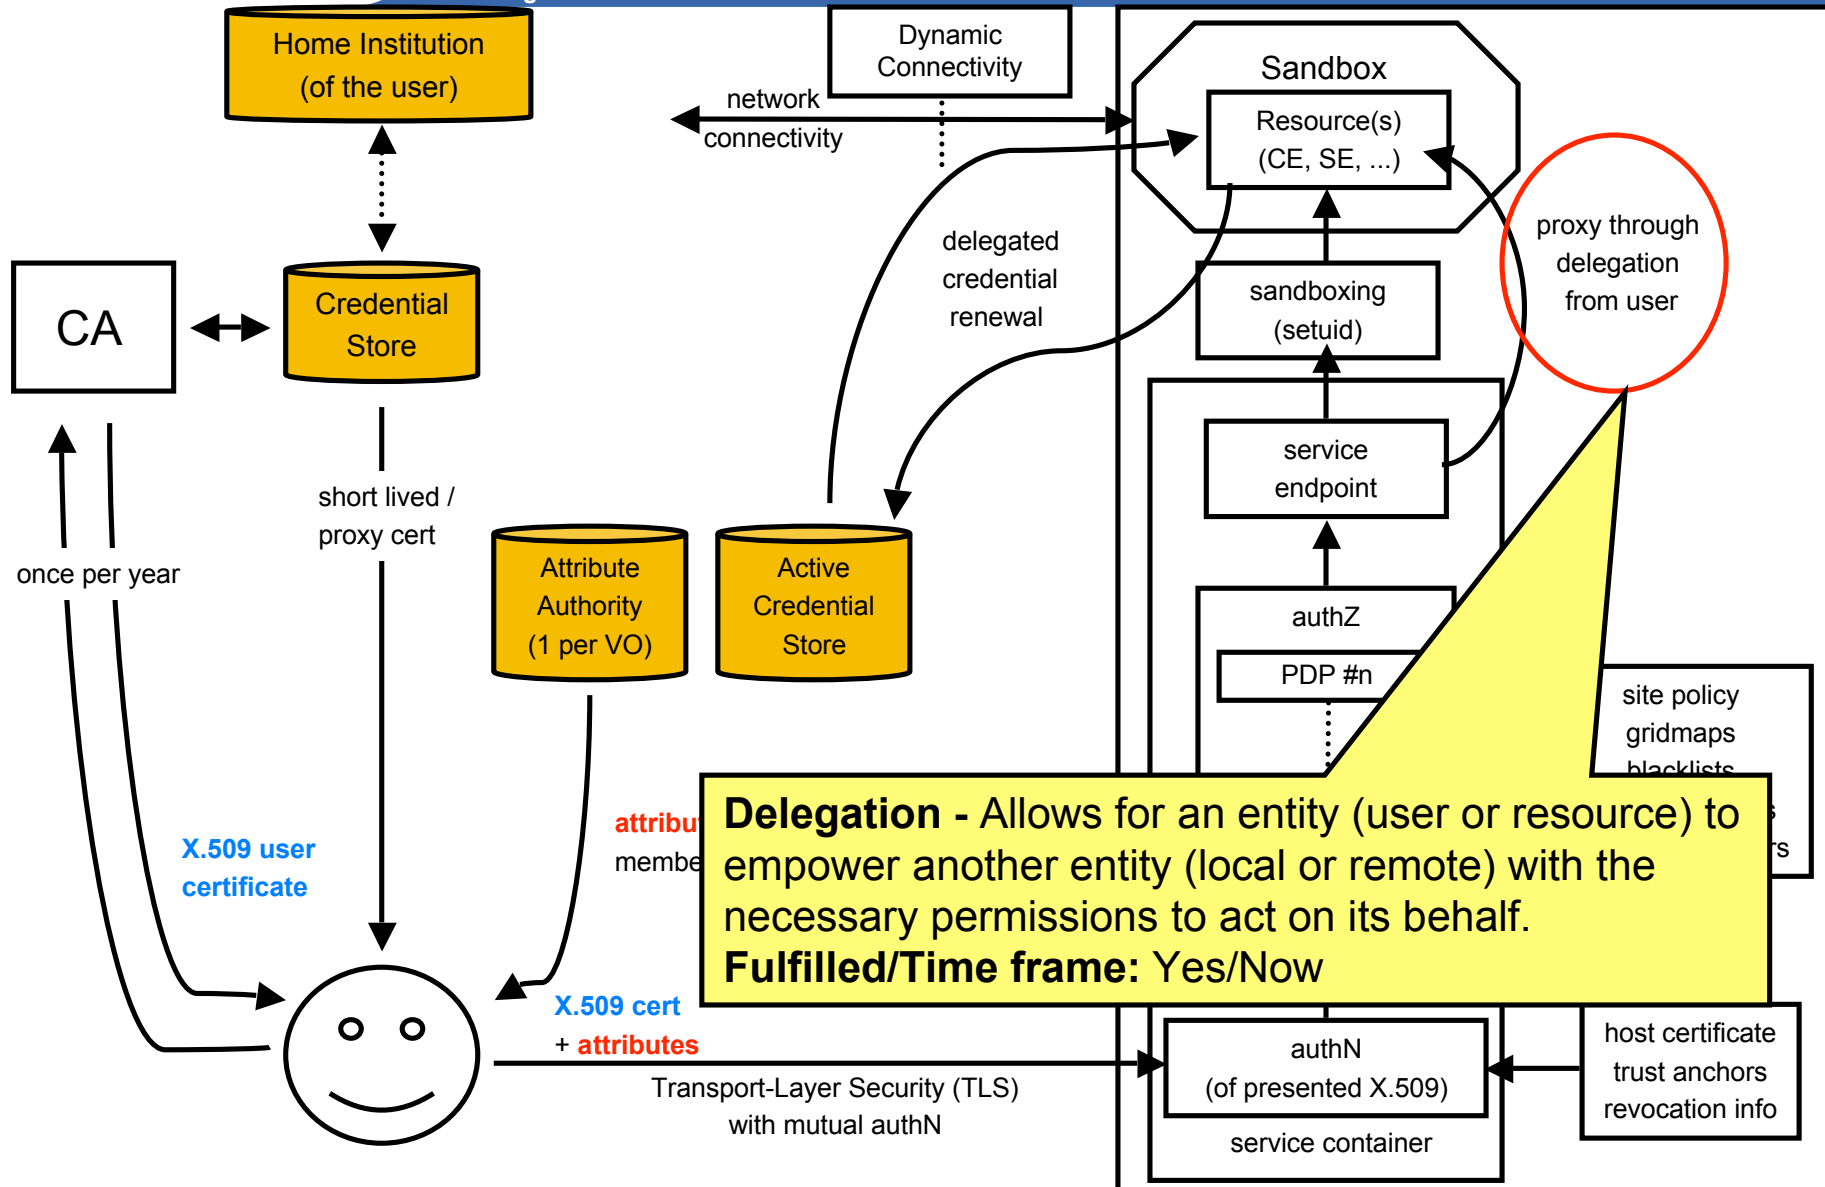 Home Institution
(of the user)
Dynamic
Connectivity
network
connectivity
Sandbox
Resource(s)
(CE, SE, ...)
proxy through
delegation
from user
delegated
credential
renewal
sandboxing
(setuid)
CA
Credential
Store
service
endpoint
short lived /
proxy cert
once per year
Attribute
Authority
(1 per VO)
Active
Credential
Store
authZ
PDP #n
site policy
gridmaps
blacklists
X.509 user
certificate
Delegation - Allows for an entity (user or resource) to
empower another entity (local or remote) with the
necessary permissions to act on its behalf.
Fulfilled/Time frame: Yes/Now
X.509 cert
+ attributes
Transport-Layer Security (TLS)
with mutual authN
authN
(of presented X.509)
service container
host certificate
trust anchors
revocation info